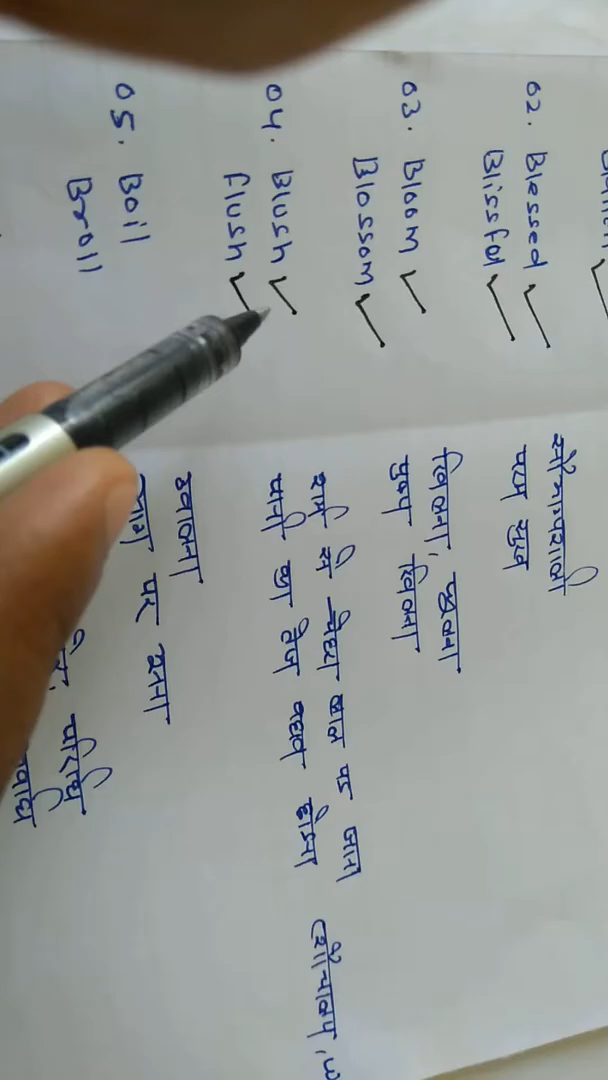 02. Blessed ✓ सौभाग्यशाली
Blissful ✓ परम सुख
03. Bloom ✓ खिलना, फूलना
Blossom ✓ पुष्प खिलना
04. Blush ✓ शर्म से चेहरा लाल पड़ जाना
Flush ✓ पानी का तेज बहाव छोड़ना
शौचालय,
05. Boil उबालना
Broil आग पर